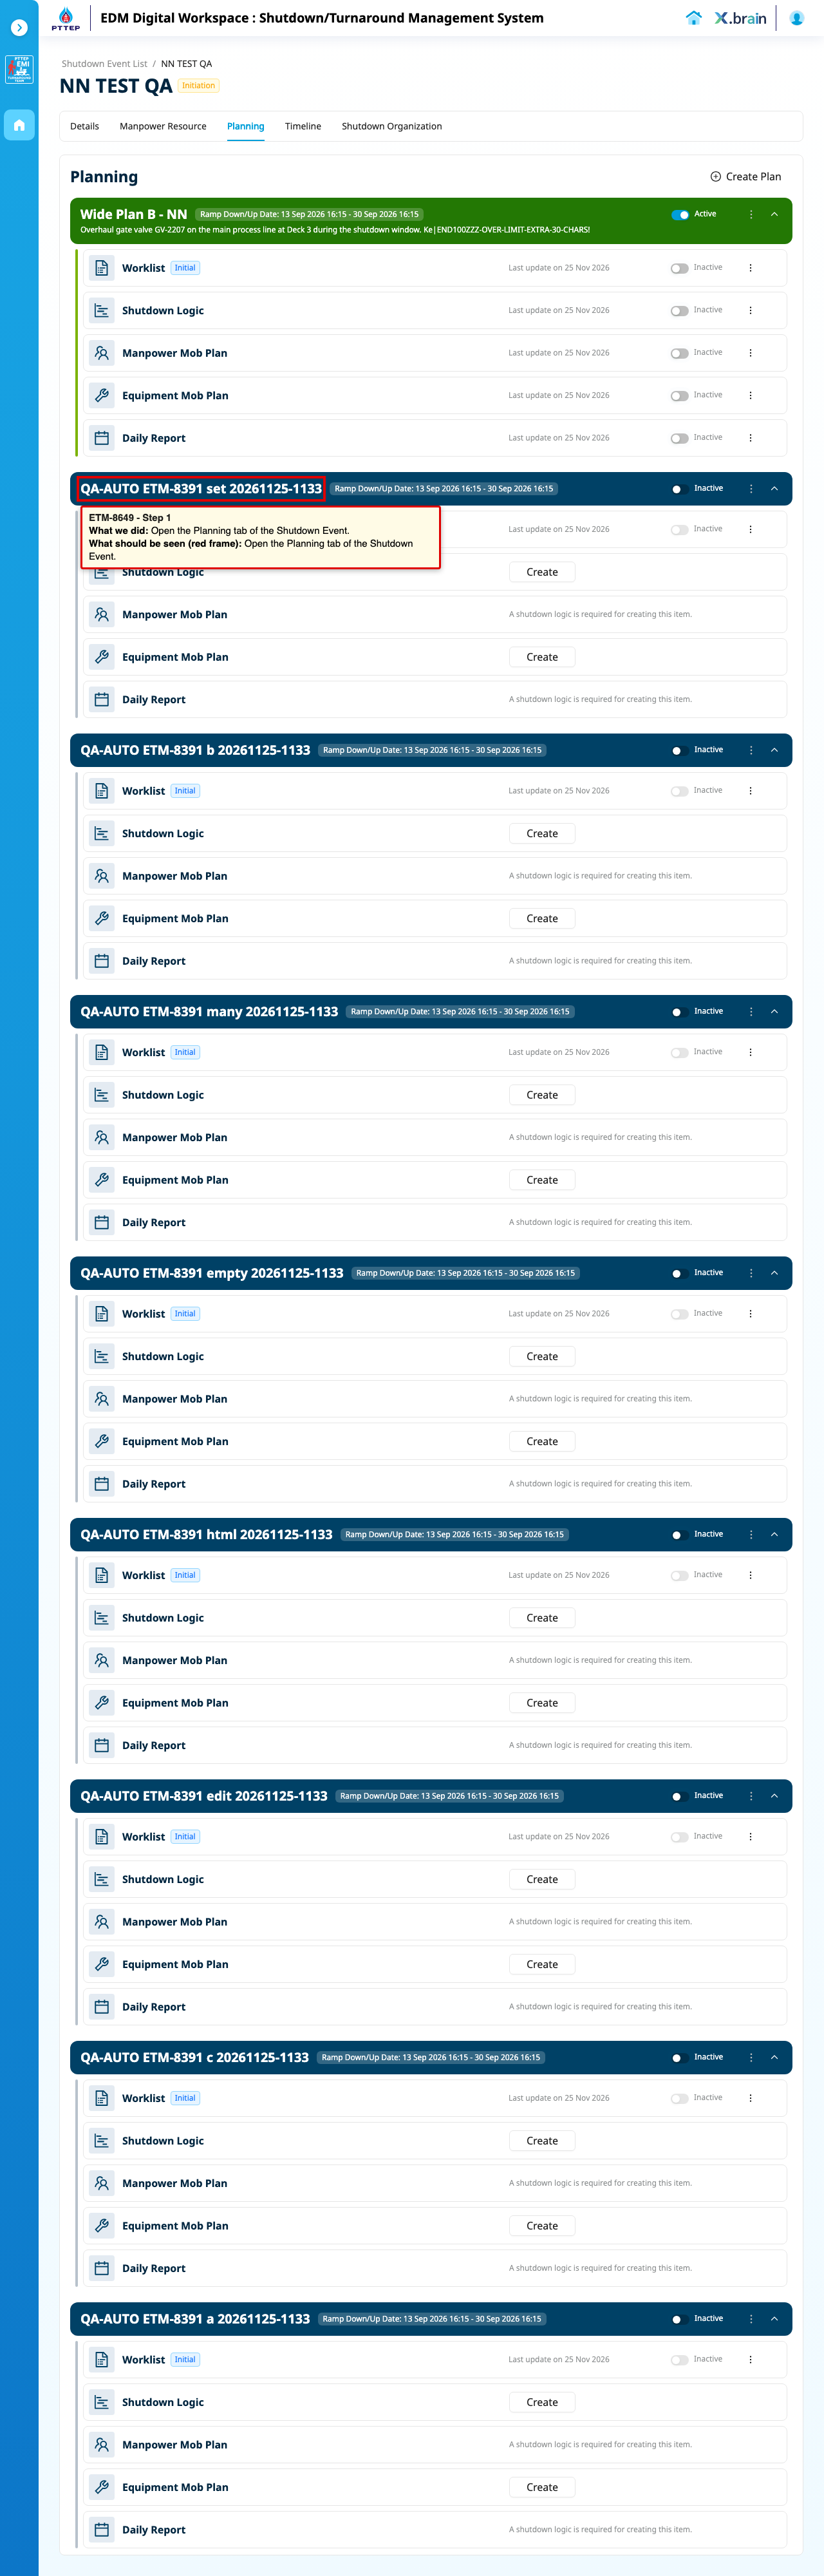 PTTEP
EDM Digital Workspace : Shutdown/Turnaround Management System
X.brain
PTTEP
EMI
Shutdown Event List / NN TEST QA
NN TEST QA Initiation
Details Manpower Resource Planning Timeline Shutdown Organization
Planning Create Plan
Wide Plan B - NN Ramp Down/Up Date: 13 Sep 2026 16:15 - 30 Sep 2026 16:15 Active
Overhaul gate valve GV-2207 on the main process line at Deck 3 during the shutdown window. Ke|END100ZZZ-OVER-LIMIT-EXTRA-30-CHARS!
Worklist Initial Last update on 25 Nov 2026 Inactive
Shutdown Logic Last update on 25 Nov 2026 Inactive
Manpower Mob Plan Last update on 25 Nov 2026 Inactive
Equipment Mob Plan Last update on 25 Nov 2026 Inactive
Daily Report Last update on 25 Nov 2026 Inactive
QA-AUTO ETM-8391 set 20261125-1133 Ramp Down/Up Date: 13 Sep 2026 16:15 - 30 Sep 2026 16:15 Inactive
ETM-8649 - Step 1
What we did: Open the Planning tab of the Shutdown Event.
What should be seen (red frame): Open the Planning tab of the Shutdown
Event.
Last update on 25 Nov 2026 Inactive
Shutdown Logic Create
Manpower Mob Plan A shutdown logic is required for creating this item.
Equipment Mob Plan Create
Daily Report A shutdown logic is required for creating this item.
QA-AUTO ETM-8391 b 20261125-1133 Ramp Down/Up Date: 13 Sep 2026 16:15 - 30 Sep 2026 16:15 Inactive
Worklist Initial Last update on 25 Nov 2026 Inactive
Shutdown Logic Create
Manpower Mob Plan A shutdown logic is required for creating this item.
Equipment Mob Plan Create
Daily Report A shutdown logic is required for creating this item.
QA-AUTO ETM-8391 many 20261125-1133 Ramp Down/Up Date: 13 Sep 2026 16:15 - 30 Sep 2026 16:15 Inactive
Worklist Initial Last update on 25 Nov 2026 Inactive
Shutdown Logic Create
Manpower Mob Plan A shutdown logic is required for creating this item.
Equipment Mob Plan Create
Daily Report A shutdown logic is required for creating this item.
QA-AUTO ETM-8391 empty 20261125-1133 Ramp Down/Up Date: 13 Sep 2026 16:15 - 30 Sep 2026 16:15 Inactive
Worklist Initial Last update on 25 Nov 2026 Inactive
Shutdown Logic Create
Manpower Mob Plan A shutdown logic is required for creating this item.
Equipment Mob Plan Create
Daily Report A shutdown logic is required for creating this item.
QA-AUTO ETM-8391 html 20261125-1133 Ramp Down/Up Date: 13 Sep 2026 16:15 - 30 Sep 2026 16:15 Inactive
Worklist Initial Last update on 25 Nov 2026 Inactive
Shutdown Logic Create
Manpower Mob Plan A shutdown logic is required for creating this item.
Equipment Mob Plan Create
Daily Report A shutdown logic is required for creating this item.
QA-AUTO ETM-8391 edit 20261125-1133 Ramp Down/Up Date: 13 Sep 2026 16:15 - 30 Sep 2026 16:15 Inactive
Worklist Initial Last update on 25 Nov 2026 Inactive
Shutdown Logic Create
Manpower Mob Plan A shutdown logic is required for creating this item.
Equipment Mob Plan Create
Daily Report A shutdown logic is required for creating this item.
QA-AUTO ETM-8391 c 20261125-1133 Ramp Down/Up Date: 13 Sep 2026 16:15 - 30 Sep 2026 16:15 Inactive
Worklist Initial Last update on 25 Nov 2026 Inactive
Shutdown Logic Create
Manpower Mob Plan A shutdown logic is required for creating this item.
Equipment Mob Plan Create
Daily Report A shutdown logic is required for creating this item.
QA-AUTO ETM-8391 a 20261125-1133 Ramp Down/Up Date: 13 Sep 2026 16:15 - 30 Sep 2026 16:15 Inactive
Worklist Initial Last update on 25 Nov 2026 Inactive
Shutdown Logic Create
Manpower Mob Plan A shutdown logic is required for creating this item.
Equipment Mob Plan Create
Daily Report A shutdown logic is required for creating this item.